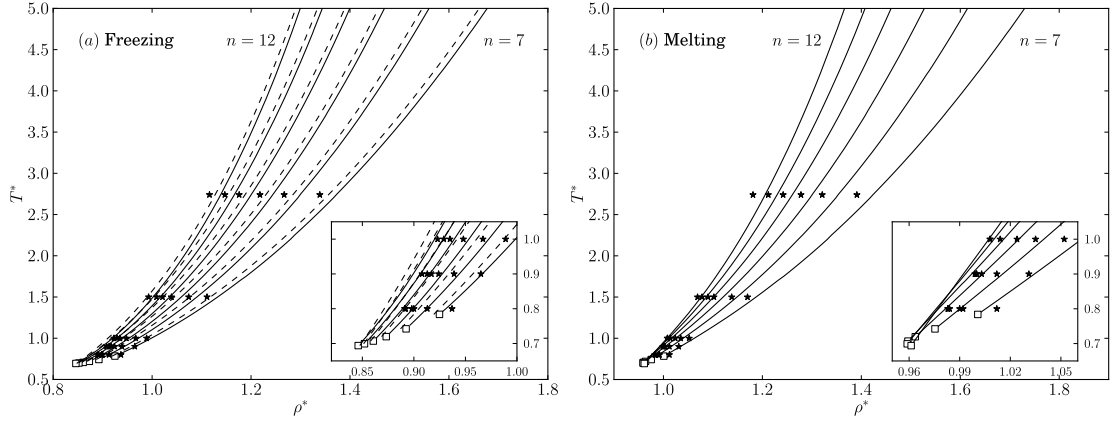 (a) Freezing
n = 12
n = 7
5.0
4.5
4.0
3.5
3.0
2.5
2.0
1.5
1.0
0.5
T*
0.8 1.0 1.2 1.4 1.6 1.8
ρ*
1.0
0.9
0.8
0.7
0.85 0.90 0.95 1.00
(b) Melting
n = 12
n = 7
5.0
4.5
4.0
3.5
3.0
2.5
2.0
1.5
1.0
0.5
T*
1.0 1.2 1.4 1.6 1.8
ρ*
1.0
0.9
0.8
0.7
0.96 0.99 1.02 1.05